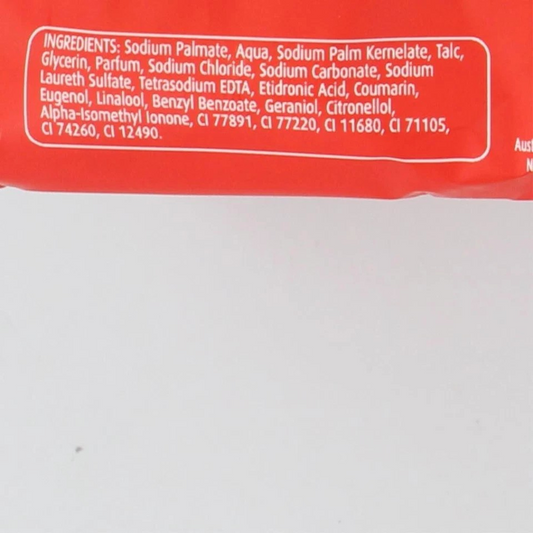 INGREDIENTS: Sodium Palmate, Aqua, Sodium Palm Kernelate, Talc,
Glycerin, Parfum, Sodium Chloride, Sodium Carbonate, Sodium
Laureth Sulfate, Tetrasodium EDTA, Etidronic Acid, Coumarin,
Eugenol, Linalool, Benzyl Benzoate, Geraniol, Citronellol,
Alpha-Isomethyl Ionone, CI 77891, CI 77220, CI 11680, CI 71105,
CI 74260, CI 12490.
Aust
N